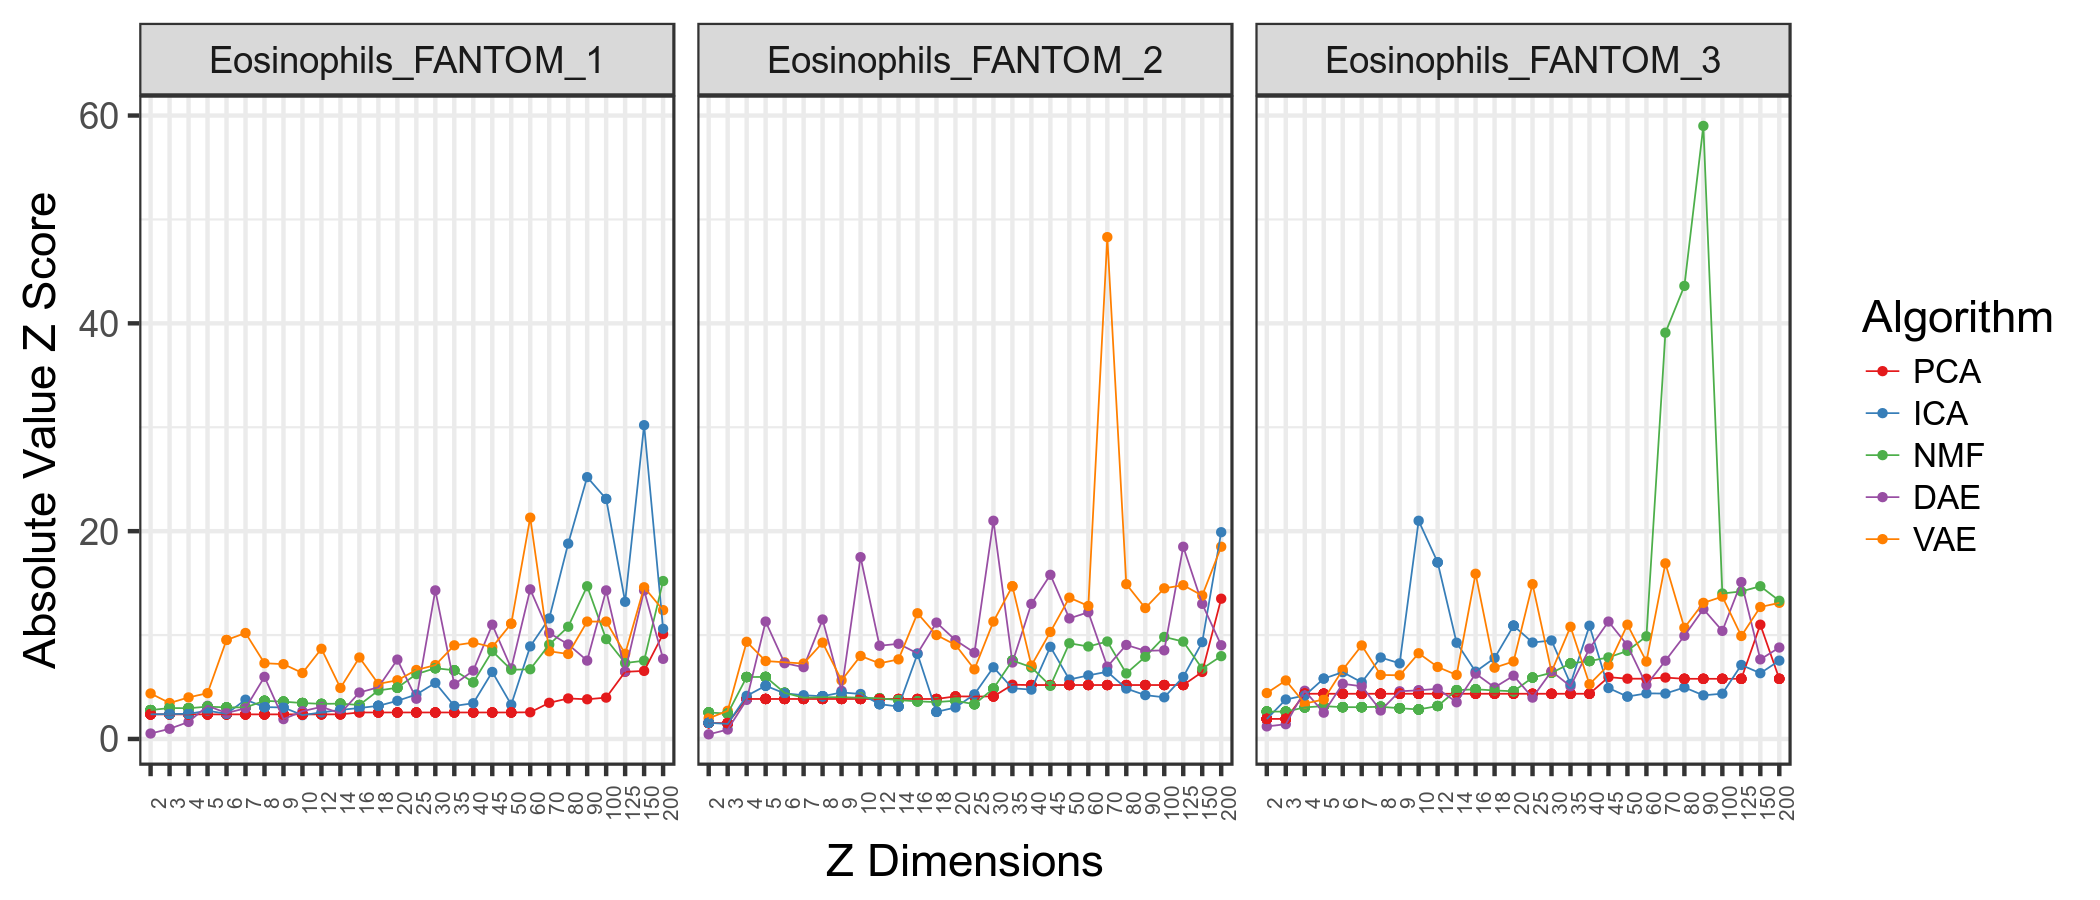 Eosinophils_FANTOM_1
Eosinophils_FANTOM_2
Eosinophils_FANTOM_3
Absolute Value Z Score
60
40
20
0
2 3 4 5 6 7 8 9 10 12 14 16 18 20 25 30 35 40 45 50 60 70 80 90 100 125 150 200
2 3 4 5 6 7 8 9 10 12 14 16 18 20 25 30 35 40 45 50 60 70 80 90 100 125 150 200
2 3 4 5 6 7 8 9 10 12 14 16 18 20 25 30 35 40 45 50 60 70 80 90 100 125 150 200
Z Dimensions
Algorithm
PCA
ICA
NMF
DAE
VAE